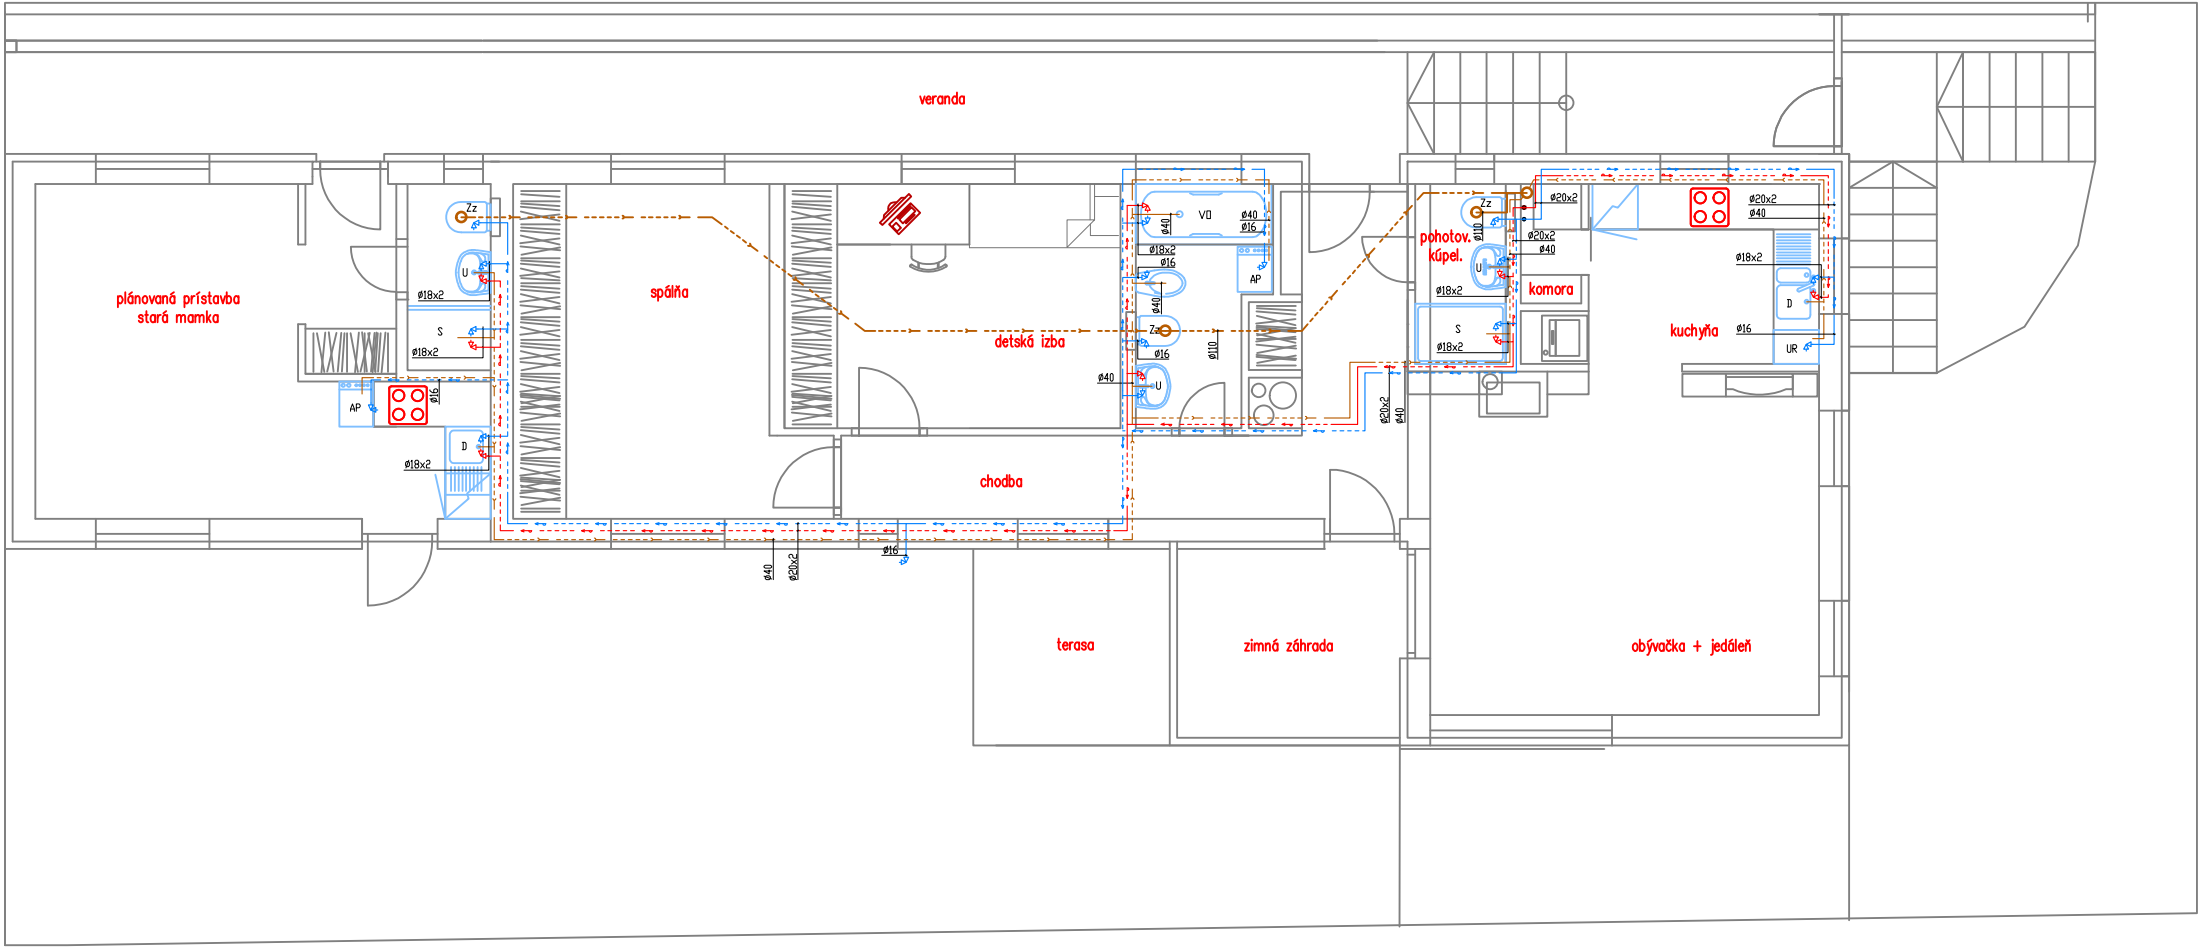 veranda
plánovaná prístavba
stará mamka
Zz
U
Ø18x2
S
Ø18x2
AP
Ø16
D
Ø18x2
spálňa
detská izba
chodba
Ø40
Ø20x2
Ø16
VO
Ø40
Ø40
Ø16
Ø18x2
Ø16
AP
Ø40
Zz
Ø16
Ø110
Ø40
U
Ø20x2
Ø40
pohotov.
kúpel.
Zz
Ø110
U
Ø18x2
S
Ø18x2
Ø20x2
Ø20x2
Ø40
komora
kuchyňa
Ø20x2
Ø40
Ø18x2
D
Ø16
UR
terasa
zimná záhrada
obývačka + jedáleň